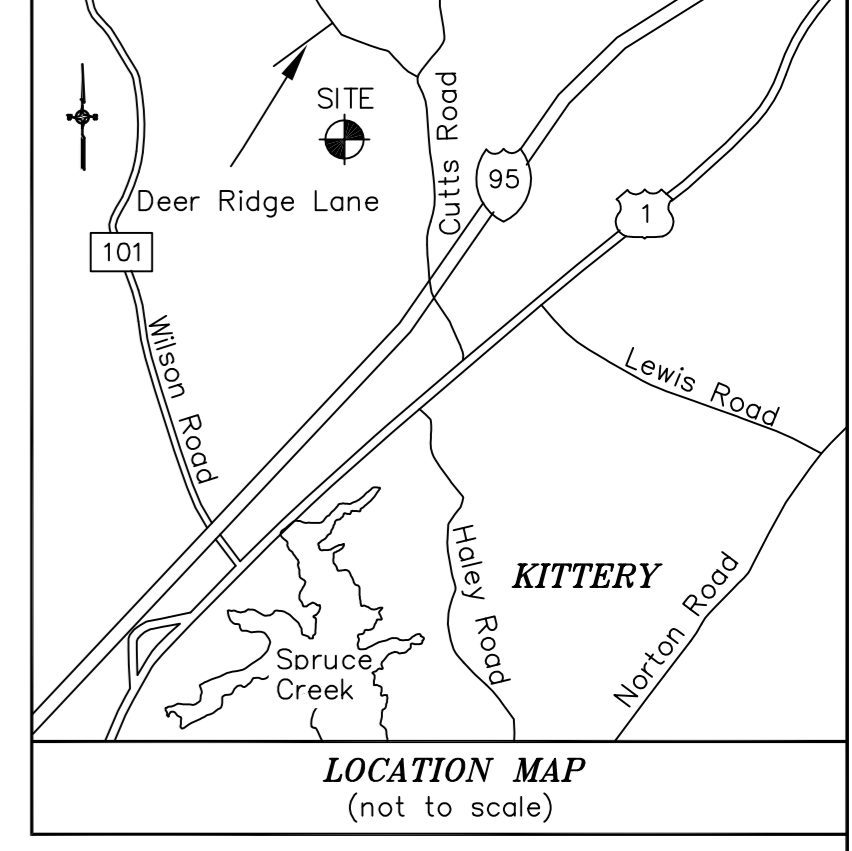 SITE
Cutts Road
95
Deer Ridge Lane
1
101
Wilson Road
Lewis Road
Haley Road
KITTERY
Norton Road
Spruce
Creek
LOCATION MAP
(not to scale)